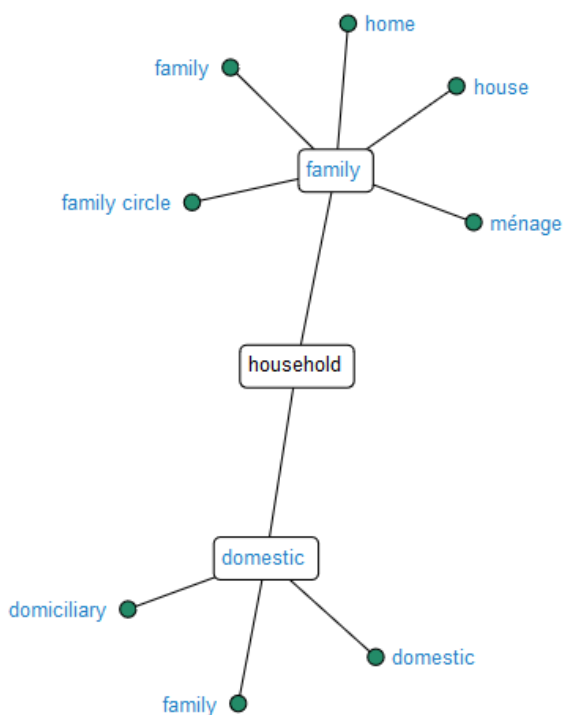 home
family
house
family
family circle
ménage
household
domestic
domiciliary
domestic
family